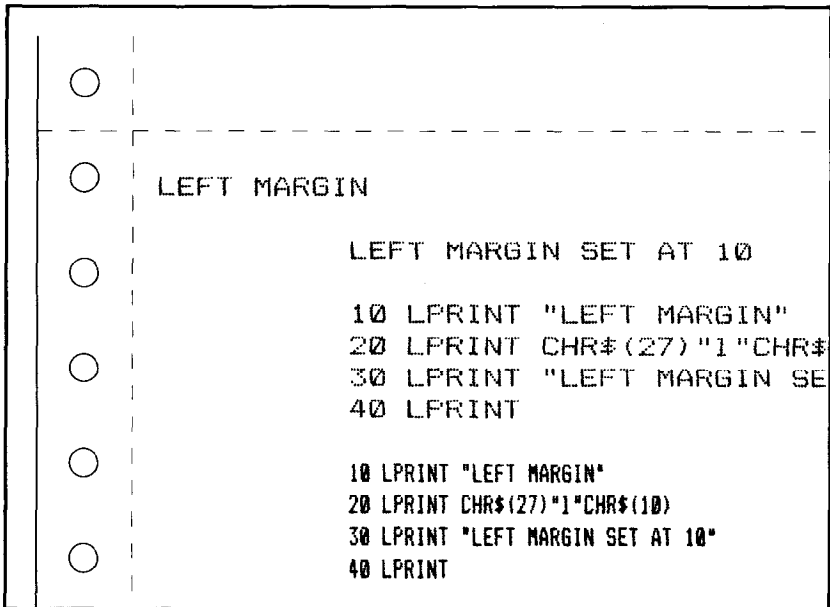 LEFT MARGIN
LEFT MARGIN SET AT 10
10 LPRINT "LEFT MARGIN"
20 LPRINT CHR$(27)"l"CHR$
30 LPRINT "LEFT MARGIN SE
40 LPRINT
10 LPRINT "LEFT MARGIN"
20 LPRINT CHR$(27)"l"CHR$(10)
30 LPRINT "LEFT MARGIN SET AT 10"
40 LPRINT